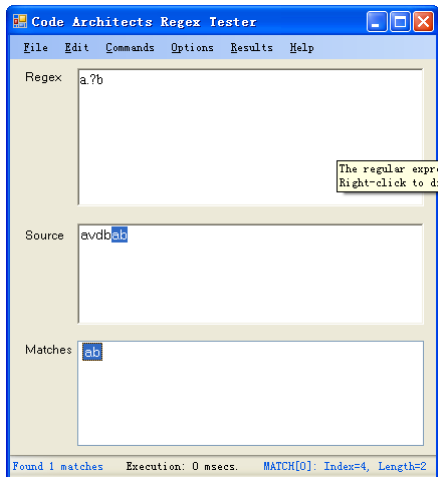 Code Architects Regex Tester
File Edit Commands Options Results Help
Regex
a.?b
The regular
Right-click to
Source
avdbab
Matches
ab
Found 1 matches Execution: 0 msecs. MATCH[0]: Index=4, Length=2